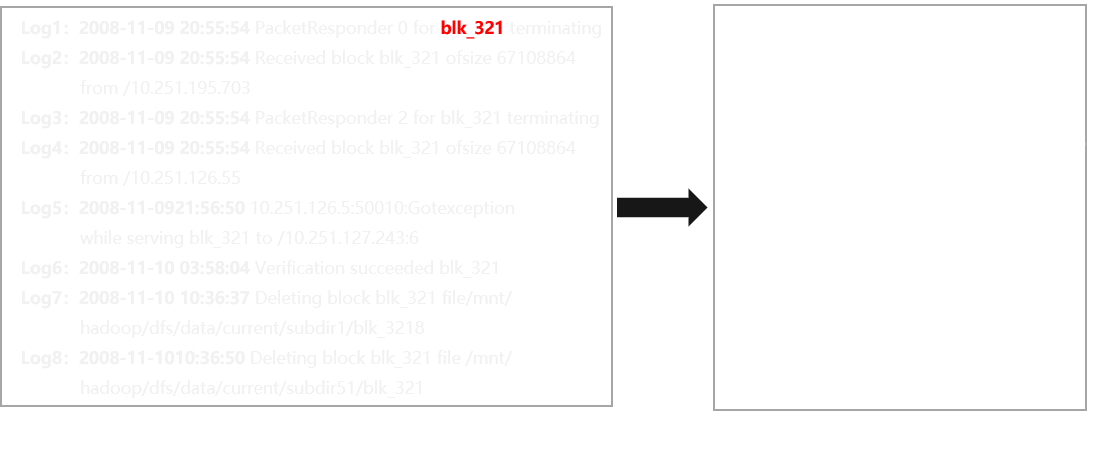 Log1：2008-11-09 20:55:54 PacketResponder 0 for blk_321 terminating
Log2：2008-11-09 20:55:54 Received block blk_321 ofsize 67108864
from /10.251.195.703
Log3：2008-11-09 20:55:54 PacketResponder 2 for blk_321 terminating
Log4：2008-11-09 20:55:54 Received block blk_321 ofsize 67108864
from /10.251.126.55
Log5：2008-11-0921:56:50 10.251.126.5:50010:Gotexception
while serving blk_321 to /10.251.127.243:6
Log6：2008-11-10 03:58:04 Verification succeeded blk_321
Log7：2008-11-10 10:36:37 Deleting block blk_321 file/mnt/
hadoop/dfs/data/current/subdir1/blk_3218
Log8：2008-11-1010:36:50 Deleting block blk_321 file /mnt/
hadoop/dfs/data/current/subdir51/blk_321